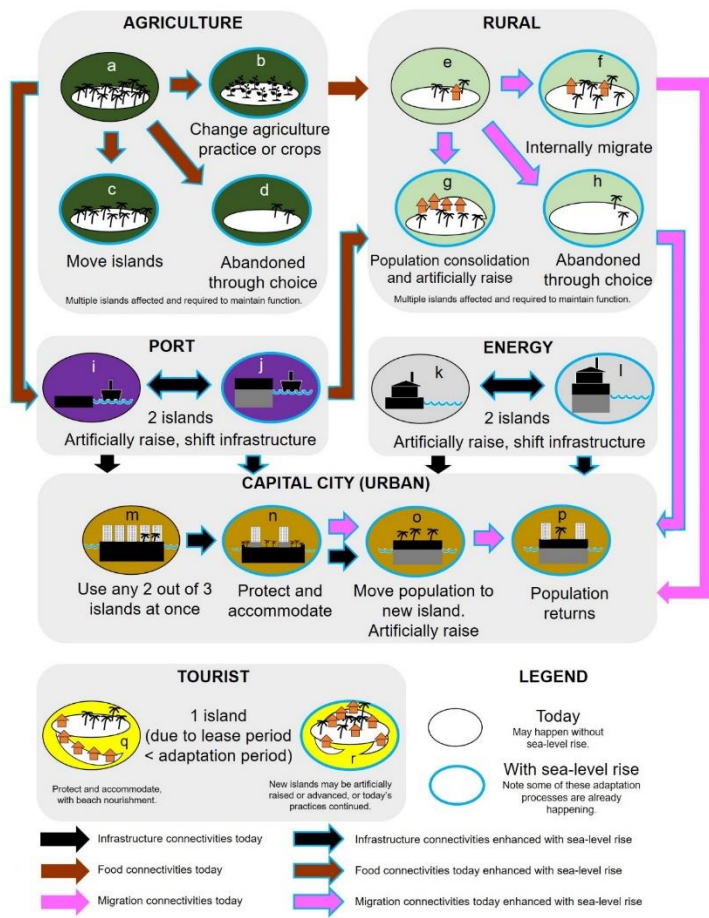 AGRICULTURE
a
b
Change agriculture
practice or crops
c
d
Move islands
Abandoned
through choice
Multiple islands affected and required to maintain function.
RURAL
e
f
Internally migrate
g
h
Population consolidation
and artificially raise
Abandoned
through choice
Multiple islands affected and required to maintain function.
PORT
i
j
2 islands
Artificially raise, shift infrastructure
ENERGY
k
l
2 islands
Artificially raise, shift infrastructure
CAPITAL CITY (URBAN)
m
n
o
p
Use any 2 out of 3
islands at once
Protect and
accommodate
Move population to
new island.
Artificially raise
Population
returns
TOURIST
q
Protect and accommodate,
with beach nourishment.
1 island
(due to lease period
< adaptation period)
r
New islands may be artificially
raised or advanced, or today's
practices continued.
LEGEND
Today
May happen without
sea-level rise.
With sea-level rise
Note some of these adaptation
processes are already
happening.
Infrastructure connectivities today
Infrastructure connectivities enhanced with sea-level rise
Food connectivities today
Food connectivities today enhanced with sea-level rise
Migration connectivities today
Migration connectivities today enhanced with sea-level rise